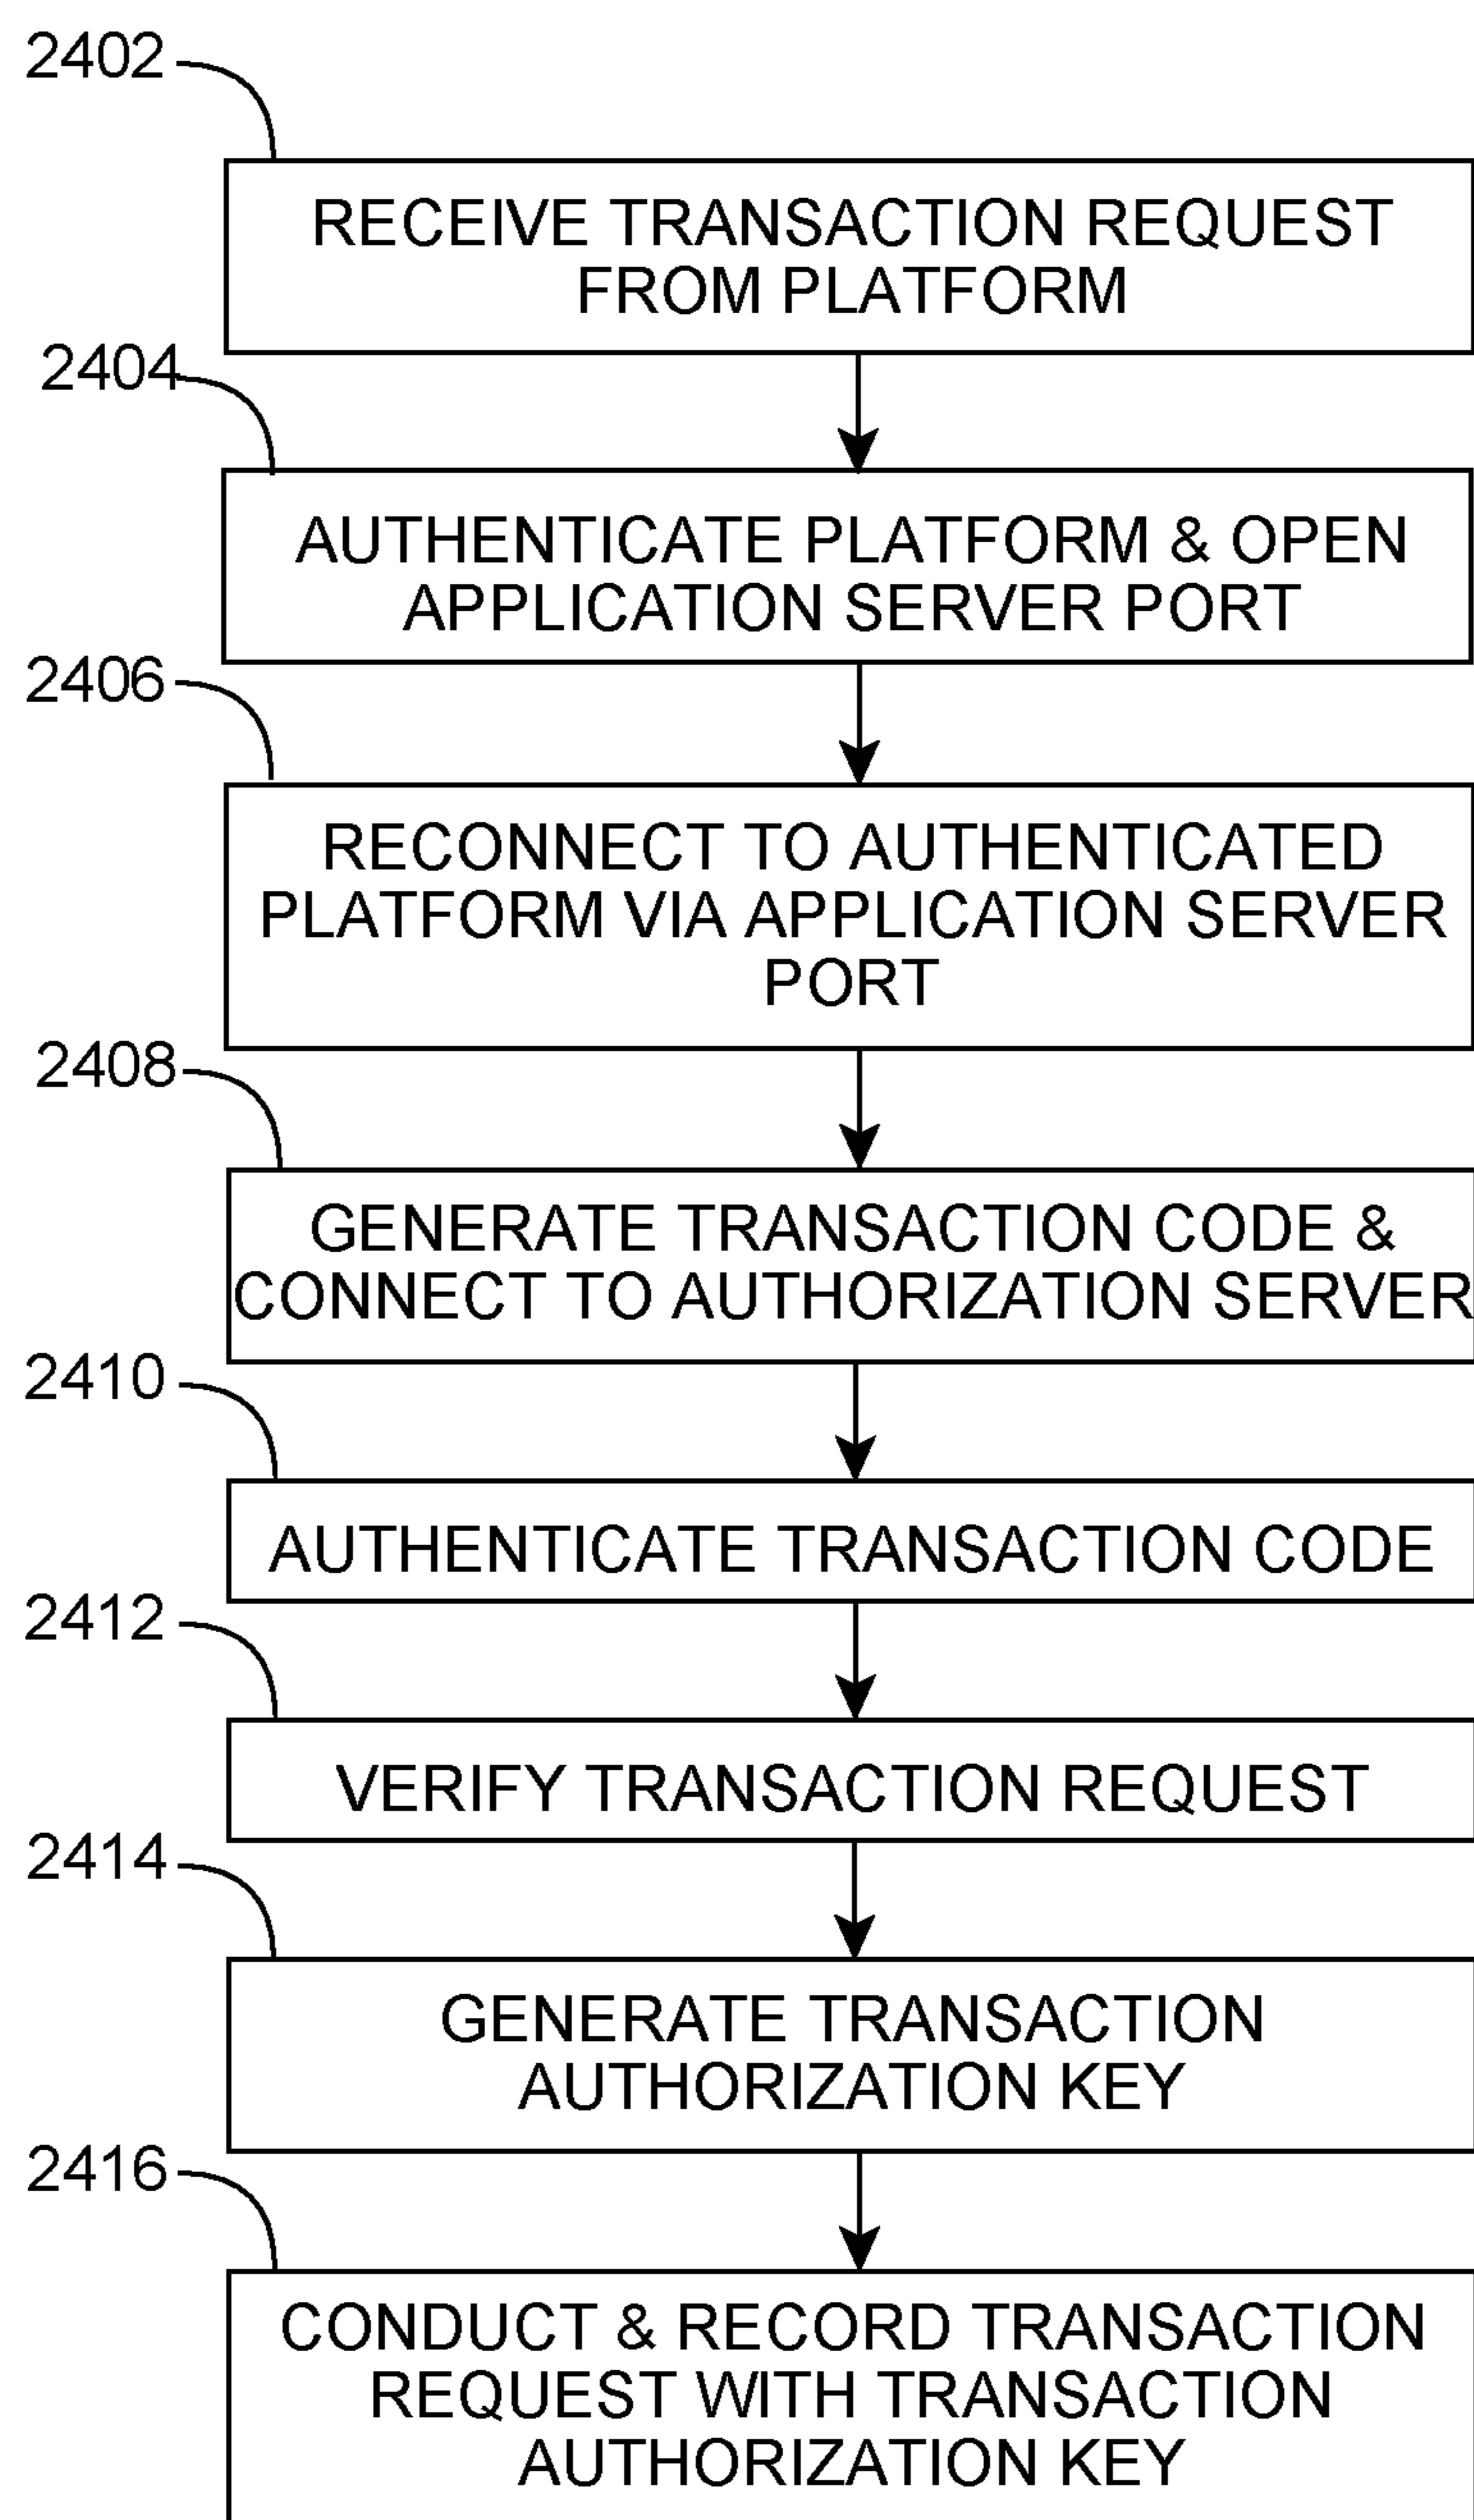 2402
RECEIVE TRANSACTION REQUEST
FROM PLATFORM
2404
AUTHENTICATE PLATFORM & OPEN
APPLICATION SERVER PORT
2406
RECONNECT TO AUTHENTICATED
PLATFORM VIA APPLICATION SERVER
PORT
2408
GENERATE TRANSACTION CODE &
CONNECT TO AUTHORIZATION SERVER
2410
AUTHENTICATE TRANSACTION CODE
2412
VERIFY TRANSACTION REQUEST
2414
GENERATE TRANSACTION
AUTHORIZATION KEY
2416
CONDUCT & RECORD TRANSACTION
REQUEST WITH TRANSACTION
AUTHORIZATION KEY